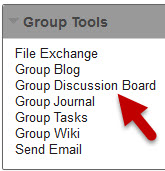 Group Tools
File Exchange
Group Blog
Group Discussion Board
Group Journal
Group Tasks
Group Wiki
Send Email